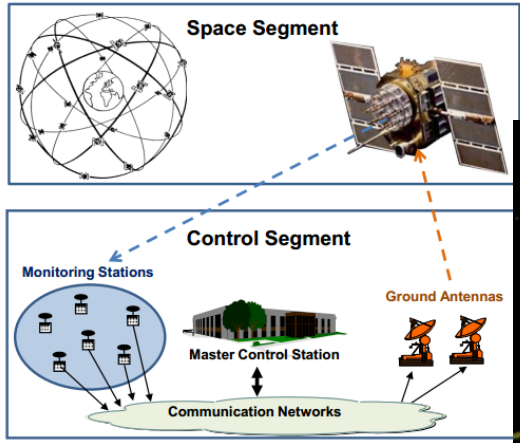 Space Segment
Control Segment
Monitoring Stations
Ground Antennas
Master Control Station
Communication Networks